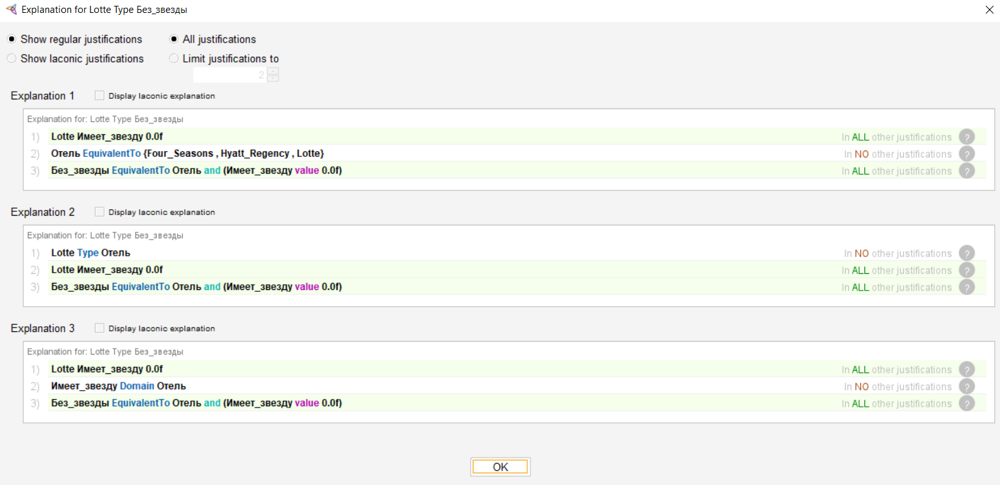 Explanation for Lotte Type Без_звезды
Show regular justifications All justifications
Show laconic justifications Limit justifications to
2
Explanation 1 Display laconic explanation
Explanation for: Lotte Type Без_звезды
1) Lotte Имеет_звезду 0.0f In ALL other justifications ?
2) Отель EquivalentTo {Four_Seasons , Hyatt_Regency , Lotte} In NO other justifications ?
3) Без_звезды EquivalentTo Отель and (Имеет_звезду value 0.0f) In ALL other justifications ?
Explanation 2 Display laconic explanation
Explanation for: Lotte Type Без_звезды
1) Lotte Type Отель In NO other justifications ?
2) Lotte Имеет_звезду 0.0f In ALL other justifications ?
3) Без_звезды EquivalentTo Отель and (Имеет_звезду value 0.0f) In ALL other justifications ?
Explanation 3 Display laconic explanation
Explanation for: Lotte Type Без_звезды
1) Lotte Имеет_звезду 0.0f In ALL other justifications ?
2) Имеет_звезду Domain Отель In NO other justifications ?
3) Без_звезды EquivalentTo Отель and (Имеет_звезду value 0.0f) In ALL other justifications ?
OK